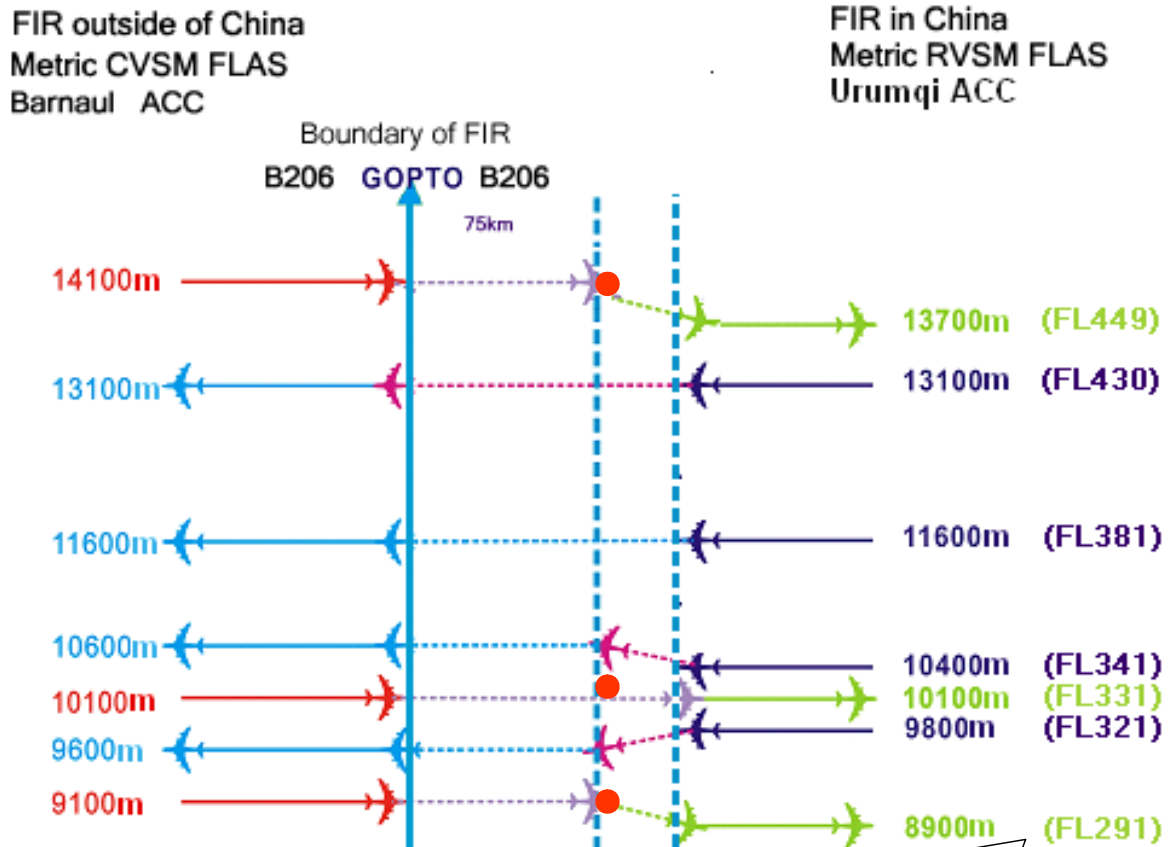 FIR outside of China
Metric CVSM FLAS
Barnaul ACC
FIR in China
Metric RVSM FLAS
Urumqi ACC
Boundary of FIR
B206 GOPTO B206
75km
14100m
13700m (FL449)
13100m 13100m (FL430)
11600m 11600m (FL381)
10600m
10400m (FL341)
10100m 10100m (FL331)
9800m (FL321)
9600m
9100m
8900m (FL291)